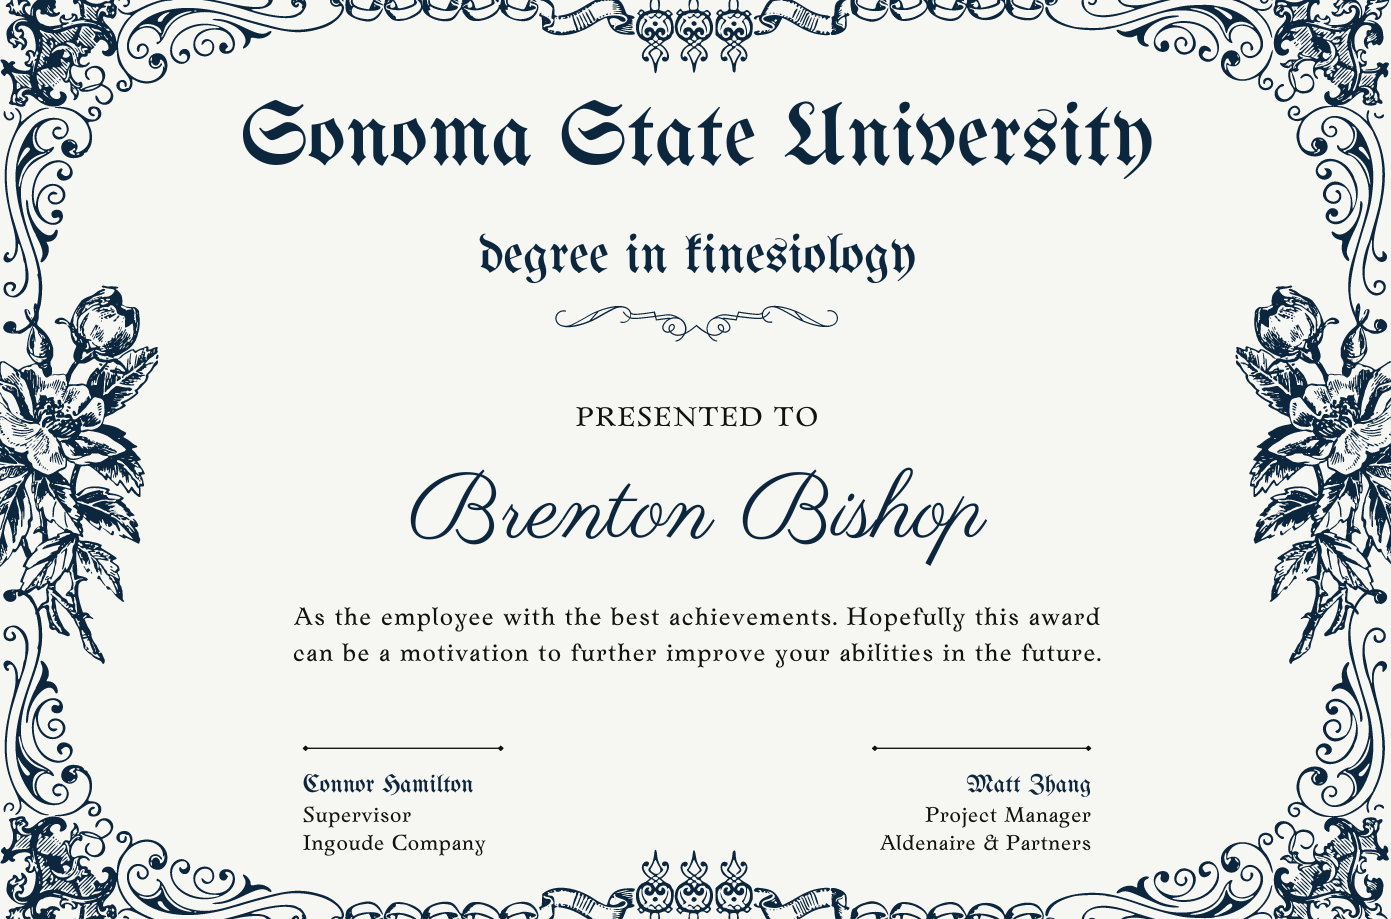 Sonoma State University
degree in kinesiology
PRESENTED TO
Brenton Bishop
As the employee with the best achievements. Hopefully this award
can be a motivation to further improve your abilities in the future.
Connor Hamilton
Supervisor
Ingoude Company
Matt Zhang
Project Manager
Aldenaire & Partners